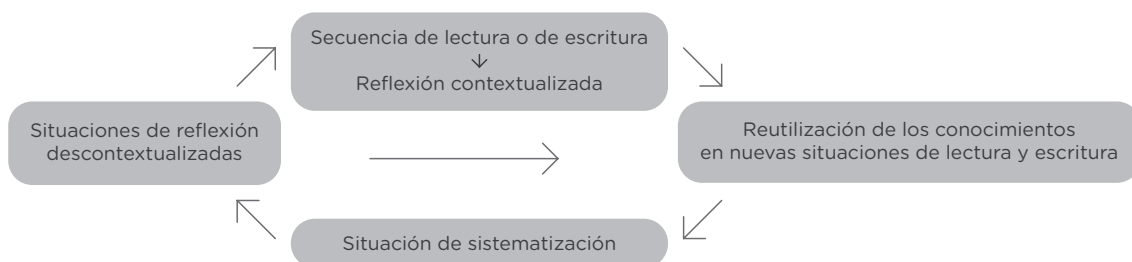 Secuencia de lectura o de escritura
Reflexión contextualizada
Situaciones de reflexión
descontextualizadas
Reutilización de los conocimientos
en nuevas situaciones de lectura y escritura
Situación de sistematización